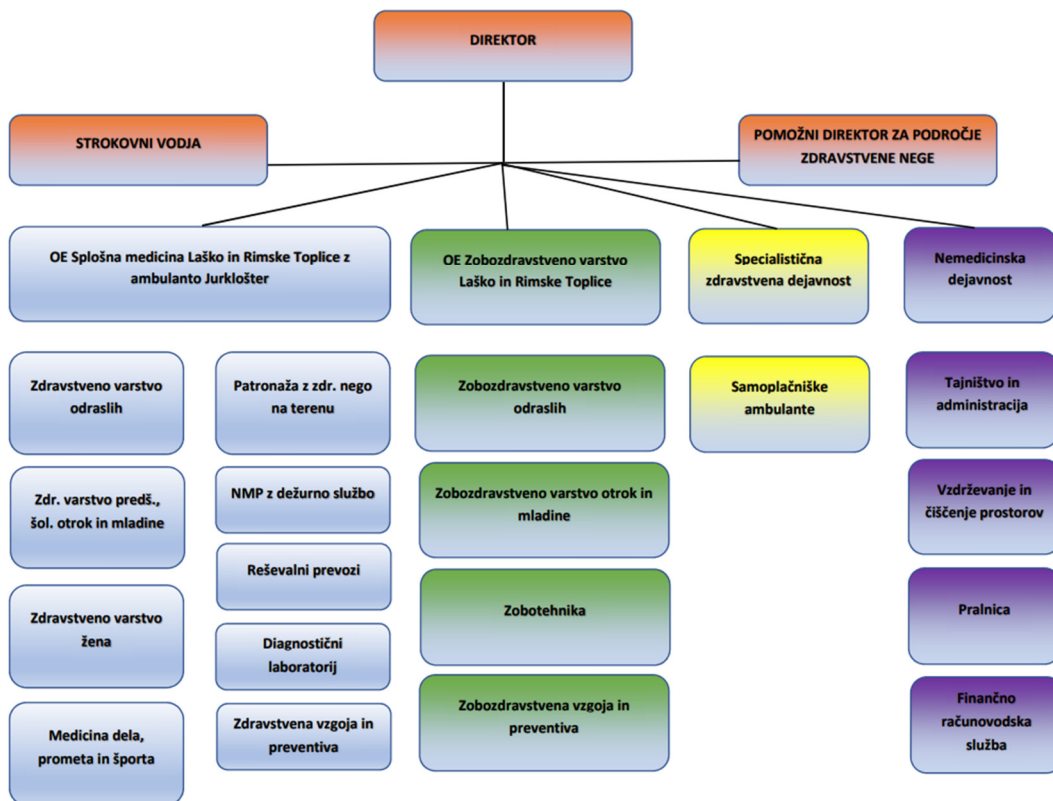 DIREKTOR
STROKOVNI VODJA
POMOŽNI DIREKTOR ZA PODROČJE
ZDRAVSTVENE NEGE
OE Splošna medicina Laško in Rimske Toplice z
ambulanto Jurklošter
OE Zobozdravstveno varstvo
Laško in Rimske Toplice
Specialistična
zdravstvena dejavnost
Nemedicinska
dejavnost
Zdravstveno varstvo
odraslih
Zdr. varstvo predš.,
šol. otrok in mladine
Zdravstveno varstvo
žena
Medicina dela,
prometa in športa
Patronaža z zdr. nego
na terenu
NMP z dežurno službo
Reševalni prevozi
Diagnostični
laboratorij
Zdravstvena vzgoja in
preventiva
Zobozdravstveno varstvo
odraslih
Zobozdravstveno varstvo otrok in
mladine
Zobotehnika
Zobozdravstvena vzgoja in
preventiva
Samoplačniške
ambulante
Tajništvo in
administracija
Vzdrževanje in
čiščenje prostorov
Pralnica
Finančno
računovodska
služba